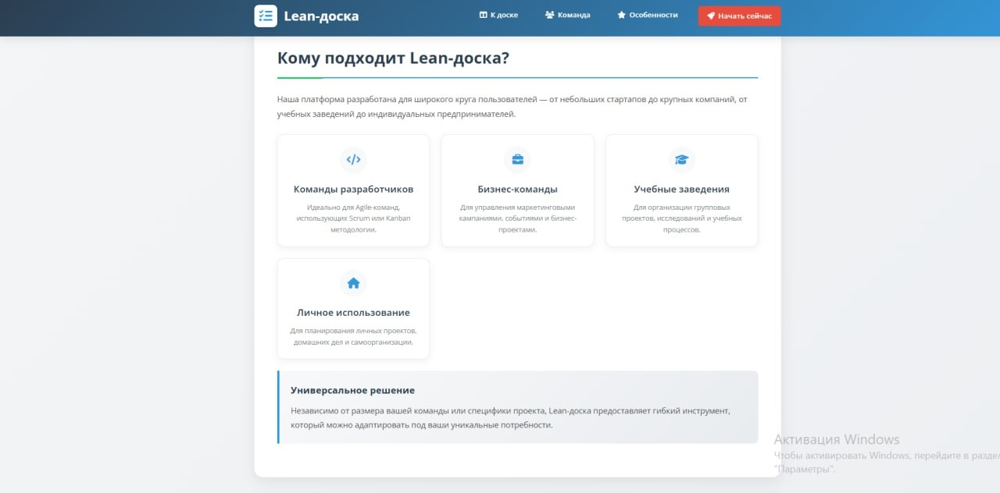 Lean-доска
К доске
Команда
Особенности
Начать сейчас
Кому подходит Lean-доска?
Наша платформа разработана для широкого круга пользователей — от небольших стартапов до крупных компаний, от
учебных заведений до индивидуальных предпринимателей.
Команды разработчиков
Идеально для Agile-команд,
использующих Scrum или Kanban
методологии.
Бизнес-команды
Для управления маркетинговыми
кампаниями, событиями и бизнес-
проектами.
Учебные заведения
Для организации групповых
проектов, исследований и учебных
процессов.
Личное использование
Для планирования личных проектов,
домашних дел и самоорганизации.
Универсальное решение
Независимо от размера вашей команды или специфики проекта, Lean-доска предоставляет гибкий инструмент,
который можно адаптировать под ваши уникальные потребности.
Активация Windows
Чтобы активировать Windows, перейдите в раздел
"Параметры".